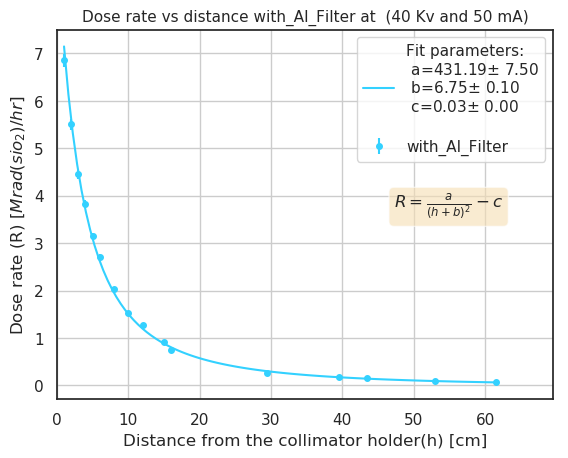 Dose rate vs distance with_Al_Filter at  (40 Kv and 50 mA)
Dose rate (R) [Mrad(sio₂)/hr]
7
6
5
4
3
2
1
0
Fit parameters:
a=431.19± 7.50
b=6.75± 0.10
c=0.03± 0.00
with_Al_Filter
R = a/(h + b)² − c
0 10 20 30 40 50 60
Distance from the collimator holder(h) [cm]